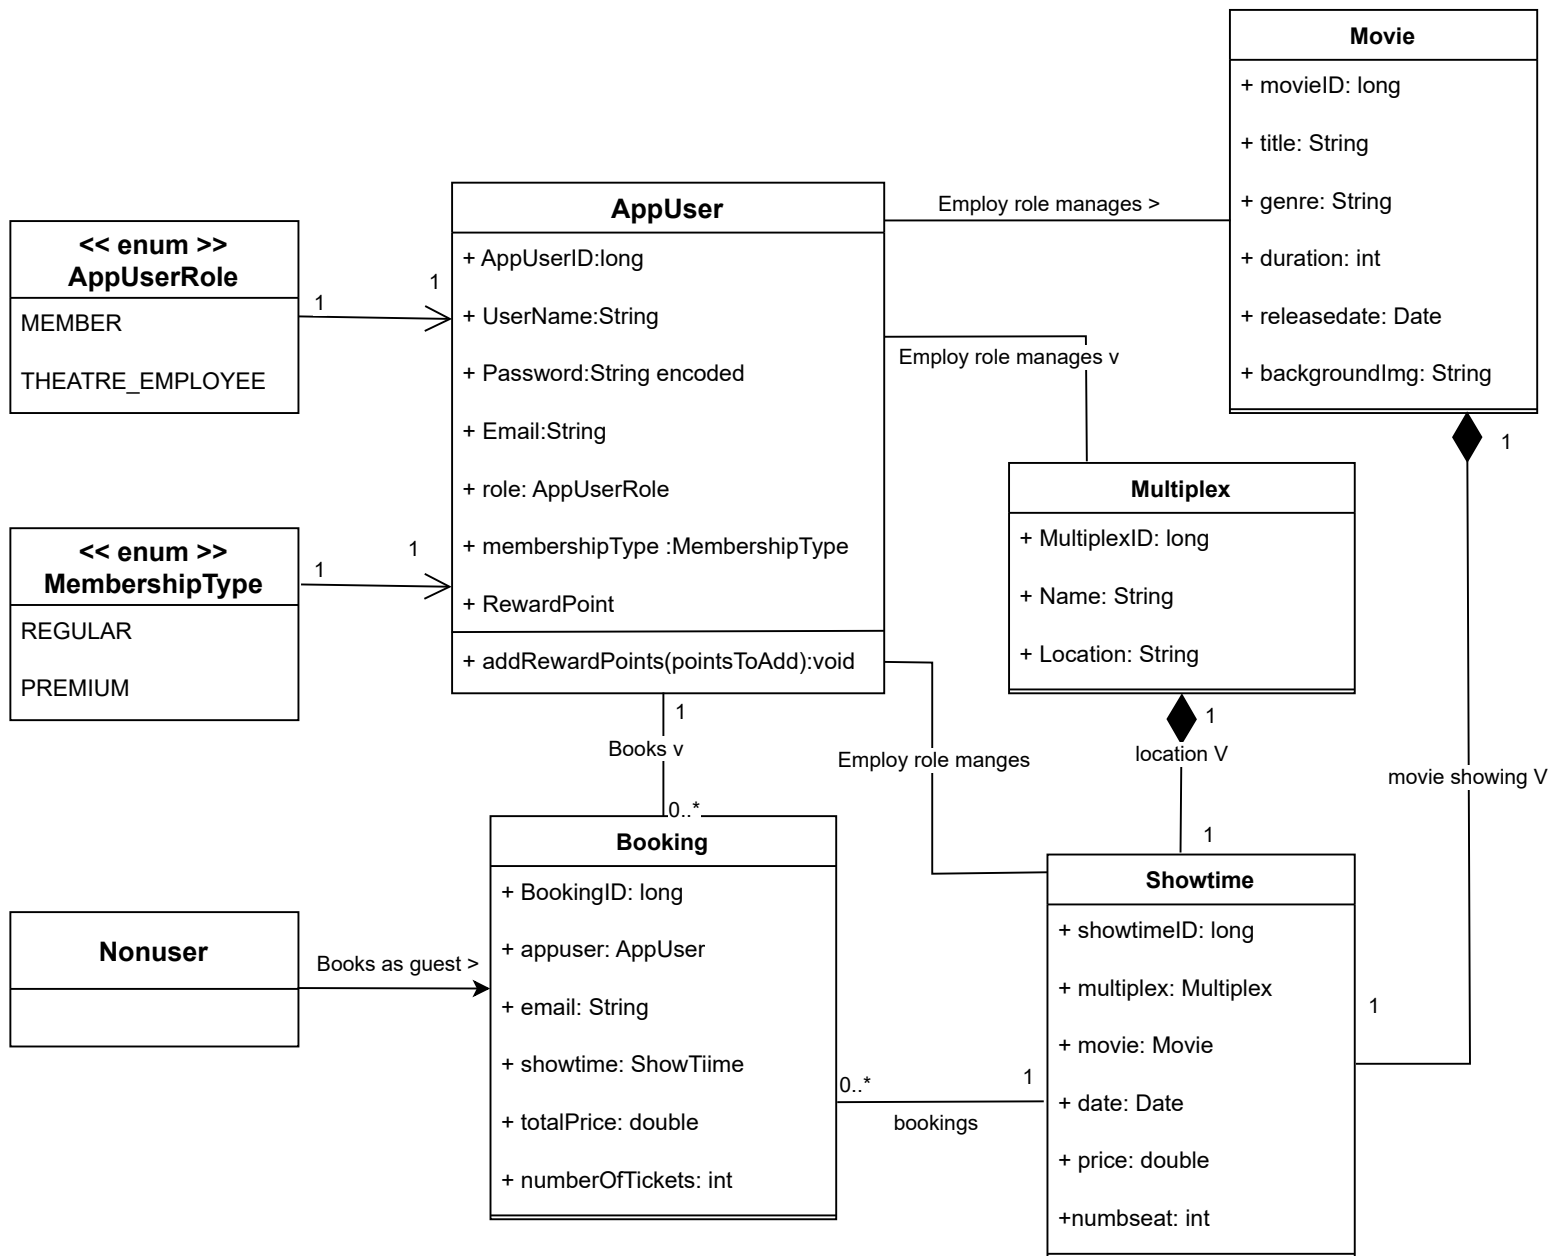 Movie
+ movieID: long
+ title: String
+ genre: String
+ duration: int
+ releasedate: Date
+ backgroundImg: String
AppUser
+ AppUserID:long
+ UserName:String
+ Password:String encoded
+ Email:String
+ role: AppUserRole
+ membershipType :MembershipType
+ RewardPoint
+ addRewardPoints(pointsToAdd):void
Employ role manages >
<< enum >>
AppUserRole
MEMBER
THEATRE_EMPLOYEE
1
1
Employ role manages v
1
<< enum >>
MembershipType
REGULAR
PREMIUM
1
1
Multiplex
+ MultiplexID: long
+ Name: String
+ Location: String
1
Books v
0..*
Employ role manges
1
location V
1
movie showing V
1
Booking
+ BookingID: long
+ appuser: AppUser
+ email: String
+ showtime: ShowTiime
+ totalPrice: double
+ numberOfTickets: int
Nonuser
Books as guest >
Showtime
+ showtimeID: long
+ multiplex: Multiplex
+ movie: Movie
+ date: Date
+ price: double
+numbseat: int
0..*
1
bookings